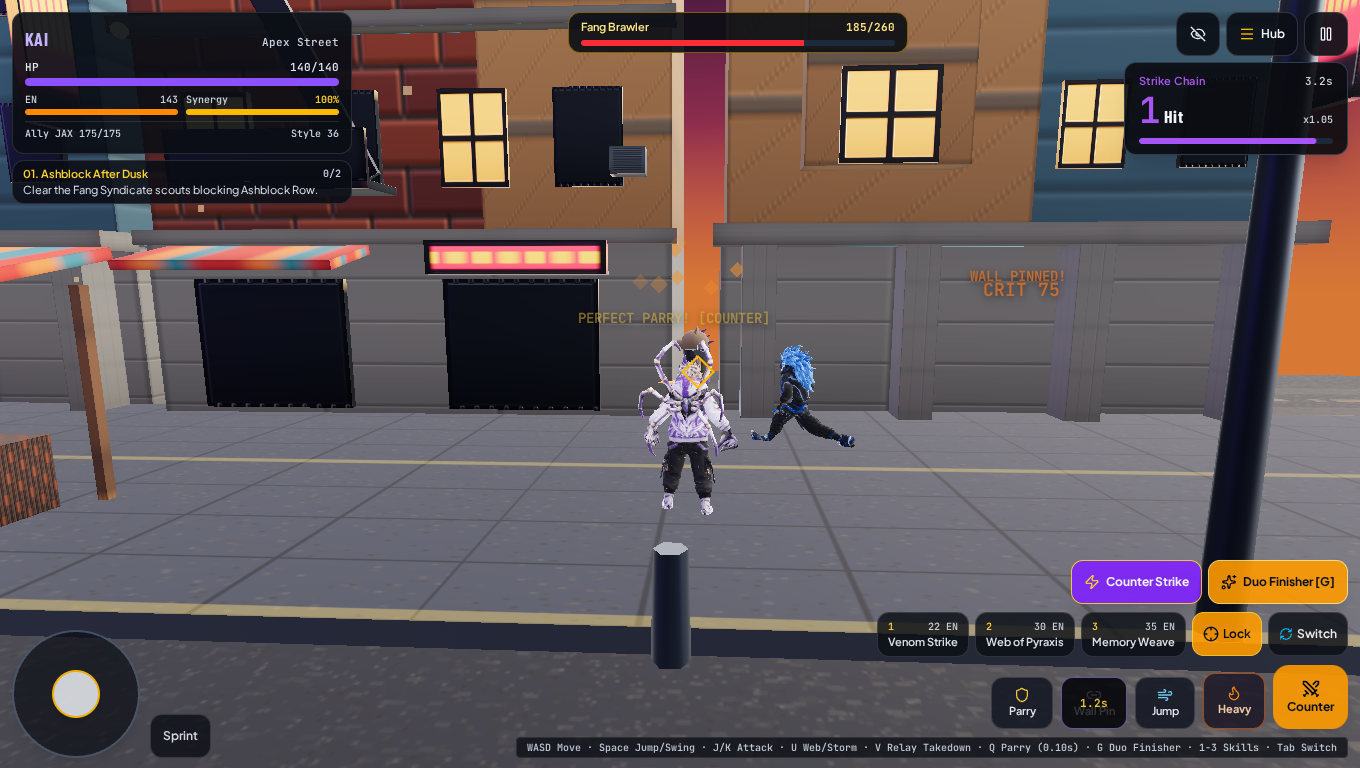 KAI
Apex Street
HP 140/140
EN 143 Synergy 100%
Ally JAX 175/175 Style 36
01. Ashblock After Dusk 0/2
Clear the Fang Syndicate scouts blocking Ashblock Row.
Fang Brawler 185/260
Hub
Strike Chain 3.2s
1 Hit x1.05
WALL PINNED!
CRIT 75
PERFECT PARRY! [COUNTER]
Counter Strike
Duo Finisher [G]
1 22 EN
Venom Strike
2 30 EN
Web of Pyraxis
3 35 EN
Memory Weave
Lock
Switch
Parry
1.2s
Wall Pin
Jump
Heavy
Counter
Sprint
WASD Move · Space Jump/Swing · J/K Attack · U Web/Storm · V Relay Takedown · Q Parry (0.10s) · G Duo Finisher · 1-3 Skills · Tab Switch